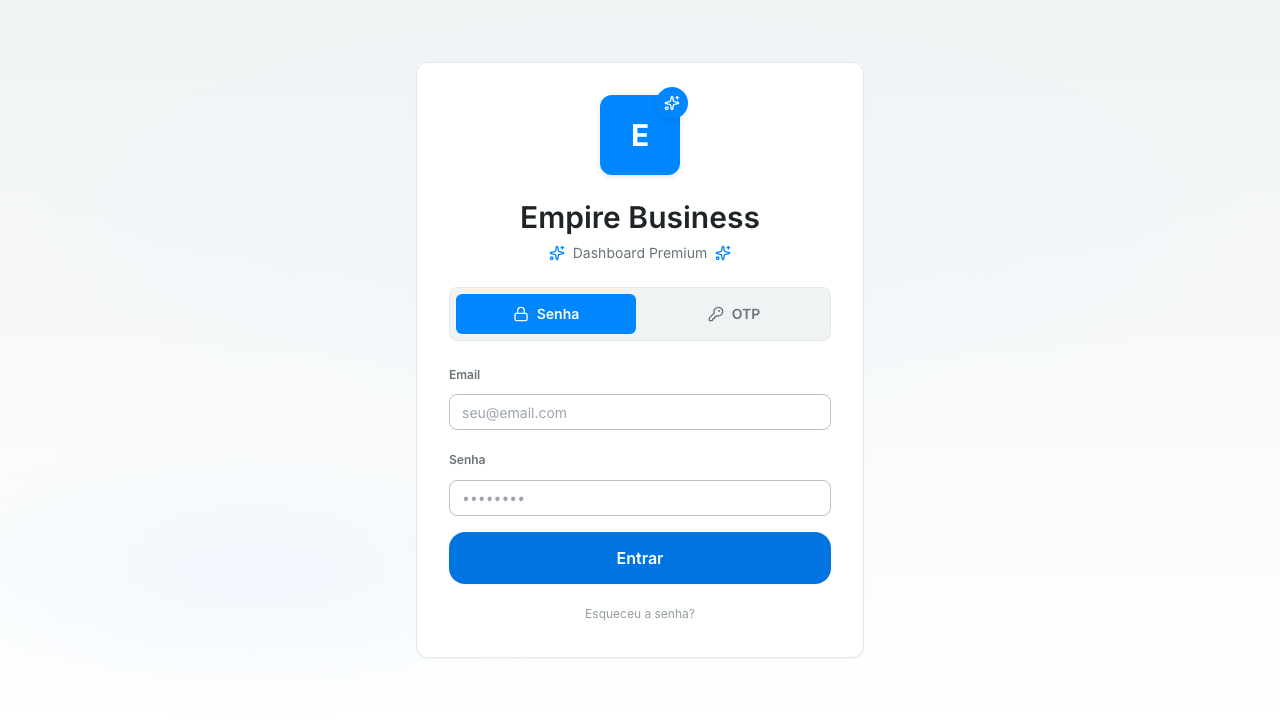 E
Empire Business
Dashboard Premium
Senha
OTP
Email
seu@email.com
Senha
••••••••
Entrar
Esqueceu a senha?